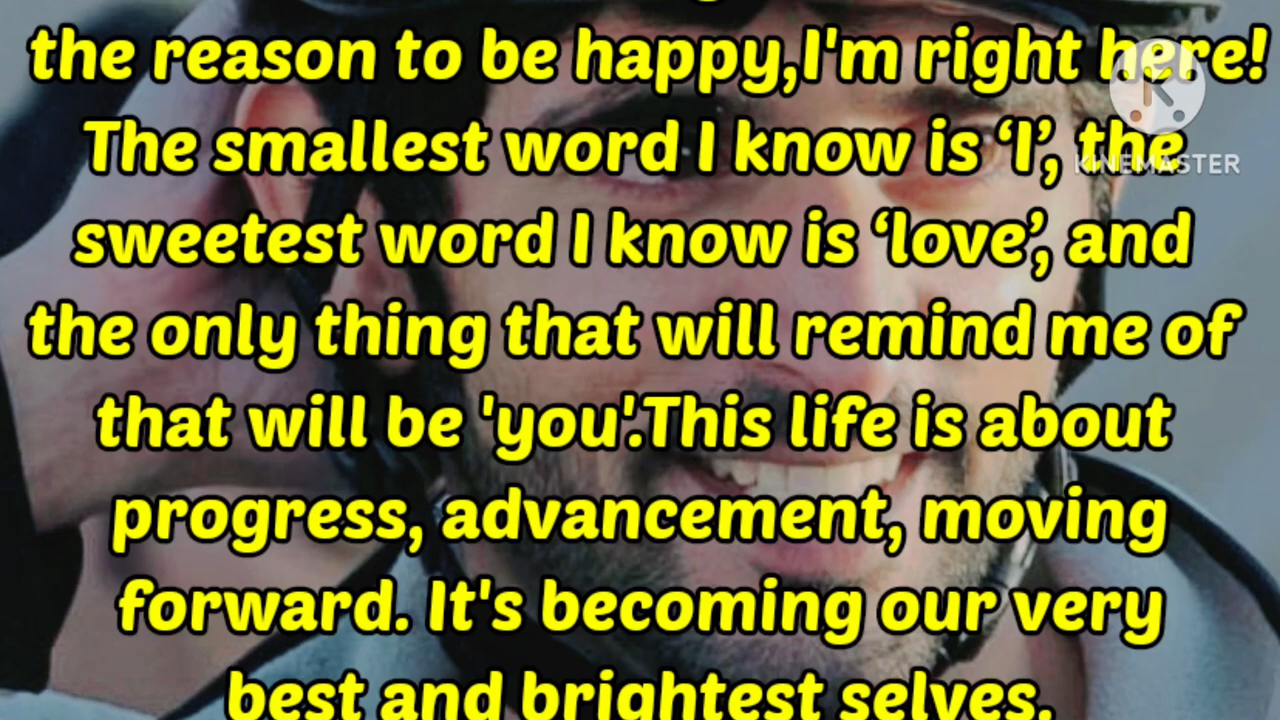 the reason to be happy,I'm right here!
The smallest word I know is ‘I’, the
sweetest word I know is ‘love’, and
the only thing that will remind me of
that will be 'you'.This life is about
progress, advancement, moving
forward. It's becoming our very
best and brightest selves.
KINEMASTER